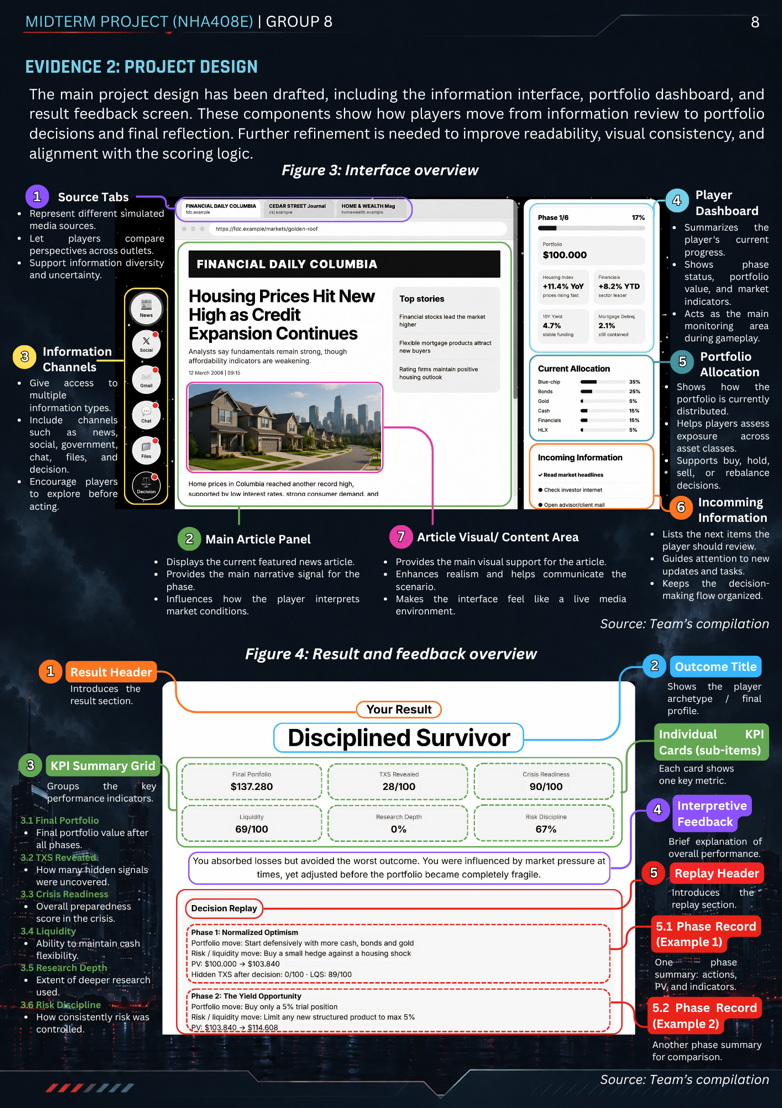 MIDTERM PROJECT (NHA408E) | GROUP 8
8
EVIDENCE 2: PROJECT DESIGN
The main project design has been drafted, including the information interface, portfolio dashboard, and
result feedback screen. These components show how players move from information review to portfolio
decisions and final reflection. Further refinement is needed to improve readability, visual consistency, and
alignment with the scoring logic.
Figure 3: Interface overview
1 Source Tabs
• Represent different simulated
media sources.
• Let players compare
perspectives across outlets.
• Support information diversity
and uncertainty.
3 Information
Channels
• Give access to
multiple
information types.
• Include channels
such as news,
social, government,
chat, files, and
decision.
• Encourage players
to explore before
acting.
News
Social
Gmail
Chat
Files
Decision
FINANCIAL DAILY COLUMBIA
fdc.example
CEDAR STREET Journal
csj.example
HOME & WEALTH Mag
homewealth.example
https://fdc.example/markets/golden-roof
FINANCIAL DAILY COLUMBIA
Housing Prices Hit New
High as Credit
Expansion Continues
Analysts say fundamentals remain strong, though
affordability indicators are weakening.
12 March 2008 | 09:15
Top stories
Financial stocks lead the market
higher
Flexible mortgage products attract
new buyers
Rating firms maintain positive
housing outlook
Home prices in Columbia reached another record high,
supported by low interest rates, strong consumer demand, and
Phase 1/6 17%
Portfolio
$100.000
Housing Index
+11.4% YoY
prices rising fast
Financials
+8.2% YTD
sector leader
10Y Yield
4.7%
stable funding
Mortgage Delinq.
2.1%
still contained
Current Allocation
Blue-chip 35%
Bonds 25%
Gold 5%
Cash 15%
Financials 15%
HLX 5%
Incoming Information
✓ Read market headlines
● Check investor internet
● Open advisor/client mail
4 Player
Dashboard
• Summarizes the
player's current
progress.
• Shows phase
status, portfolio
value, and market
indicators.
• Acts as the main
monitoring area
during gameplay.
5 Portfolio
Allocation
• Shows how the
portfolio is currently
distributed.
• Helps players assess
exposure across
asset classes.
• Supports buy, hold,
sell, or rebalance
decisions.
6 Incomming
Information
• Lists the next items the
player should review.
• Guides attention to new
updates and tasks.
• Keeps the decision-
making flow organized.
2 Main Article Panel
• Displays the current featured news article.
• Provides the main narrative signal for the
phase.
• Influences how the player interprets
market conditions.
7 Article Visual/ Content Area
• Provides the main visual support for the article.
• Enhances realism and helps communicate the
scenario.
• Makes the interface feel like a live media
environment.
Source: Team's compilation
Figure 4: Result and feedback overview
1 Result Header
Introduces the
result section.
3 KPI Summary Grid
Groups the key
performance indicators.
3.1 Final Portfolio
• Final portfolio value after
all phases.
3.2 TXS Revealed
• How many hidden signals
were uncovered.
3.3 Crisis Readiness
• Overall preparedness
score in the crisis.
3.4 Liquidity
• Ability to maintain cash
flexibility.
3.5 Research Depth
• Extent of deeper research
used.
3.6 Risk Discipline
• How consistently risk was
controlled.
Your Result
Disciplined Survivor
Final Portfolio
$137.280
TXS Revealed
28/100
Crisis Readiness
90/100
Liquidity
69/100
Research Depth
0%
Risk Discipline
67%
You absorbed losses but avoided the worst outcome. You were influenced by market pressure at
times, yet adjusted before the portfolio became completely fragile.
Decision Replay
Phase 1: Normalized Optimism
Portfolio move: Start defensively with more cash, bonds and gold
Risk / liquidity move: Buy a small hedge against a housing shock
PV: $100.000 → $103.840
Hidden TXS after decision: 0/100 · LQS: 89/100
Phase 2: The Yield Opportunity
Portfolio move: Buy only a 5% trial position
Risk / liquidity move: Limit any new structured product to max 5%
PV: $103.840 → $114.608
2 Outcome Title
Shows the player
archetype / final
profile.
Individual KPI
Cards (sub-items)
Each card shows
one key metric.
4 Interpretive
Feedback
Brief explanation of
overall performance.
5 Replay Header
Introduces the
replay section.
5.1 Phase Record
(Example 1)
One phase
summary: actions,
PV, and indicators.
5.2 Phase Record
(Example 2)
Another phase summary
for comparison.
Source: Team's compilation